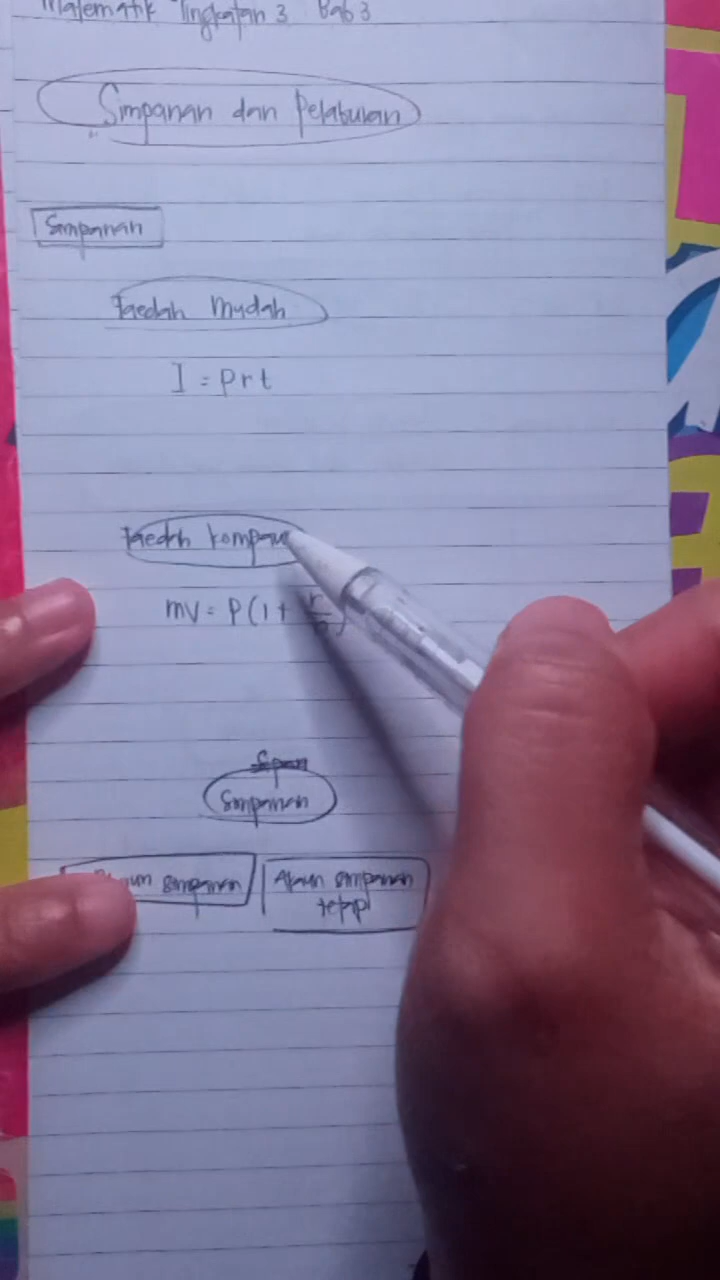 Matematik Tingkatan 3 Bab 3
Simpanan dan Pelaburan
Simpanan
Faedah Mudah
I = Prt
Faedah
MV = P(1 +
Simpanan
simpanan
Akaun simpanan
tetap